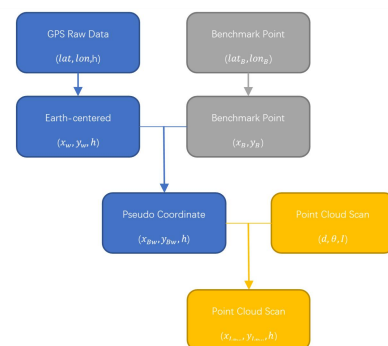 GPS Raw Data
(lat, lon,h)
Benchmark Point
(lat_B, lon_B)
Earth-centered
(x_w, y_w, h)
Benchmark Point
(x_B, y_B)
Pseudo Coordinate
(x_Bw, y_Bw, h)
Point Cloud Scan
(d, θ, I)
Point Cloud Scan